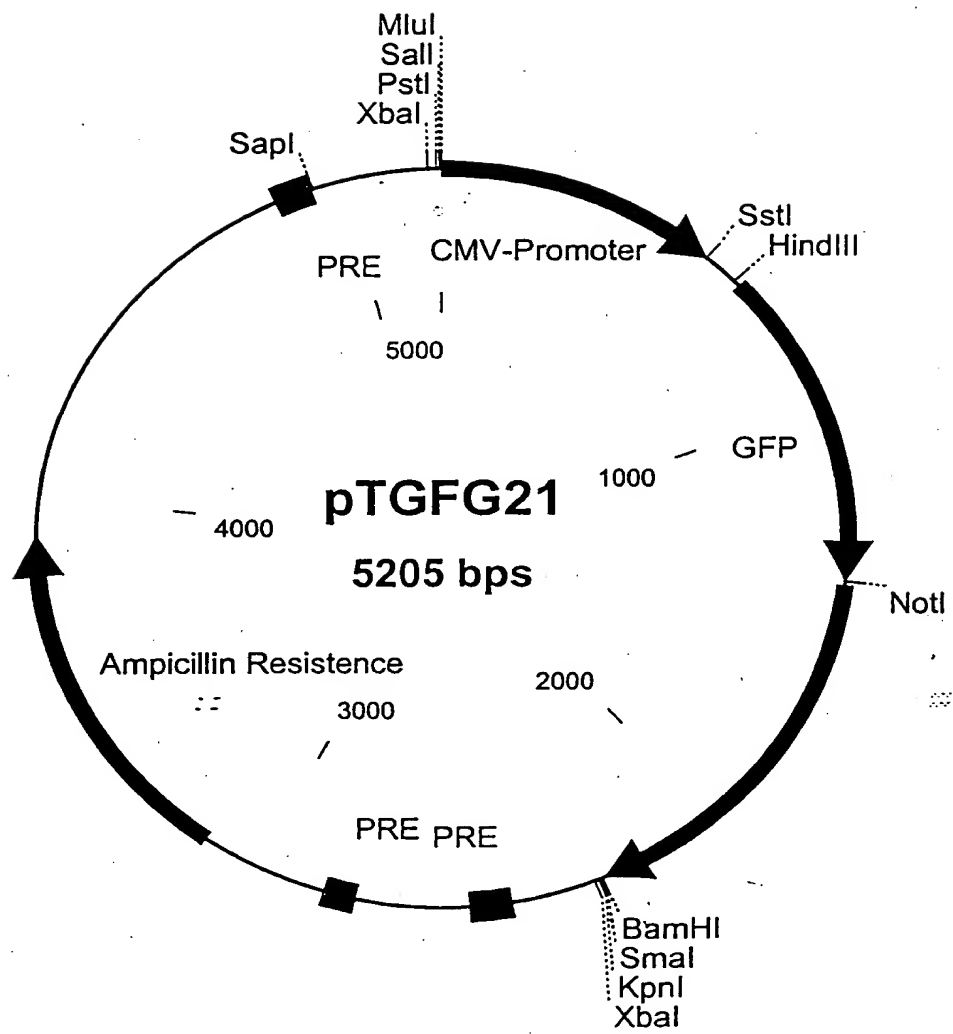 MluI
SalI
PstI
XbaI
SapI
SstI
HindIII
CMV-Promoter
PRE
5000
GFP
1000
pTGFG21
4000
5205 bps
NotI
Ampicillin Resistence
2000
3000
PRE
PRE
BamHI
SmaI
KpnI
XbaI